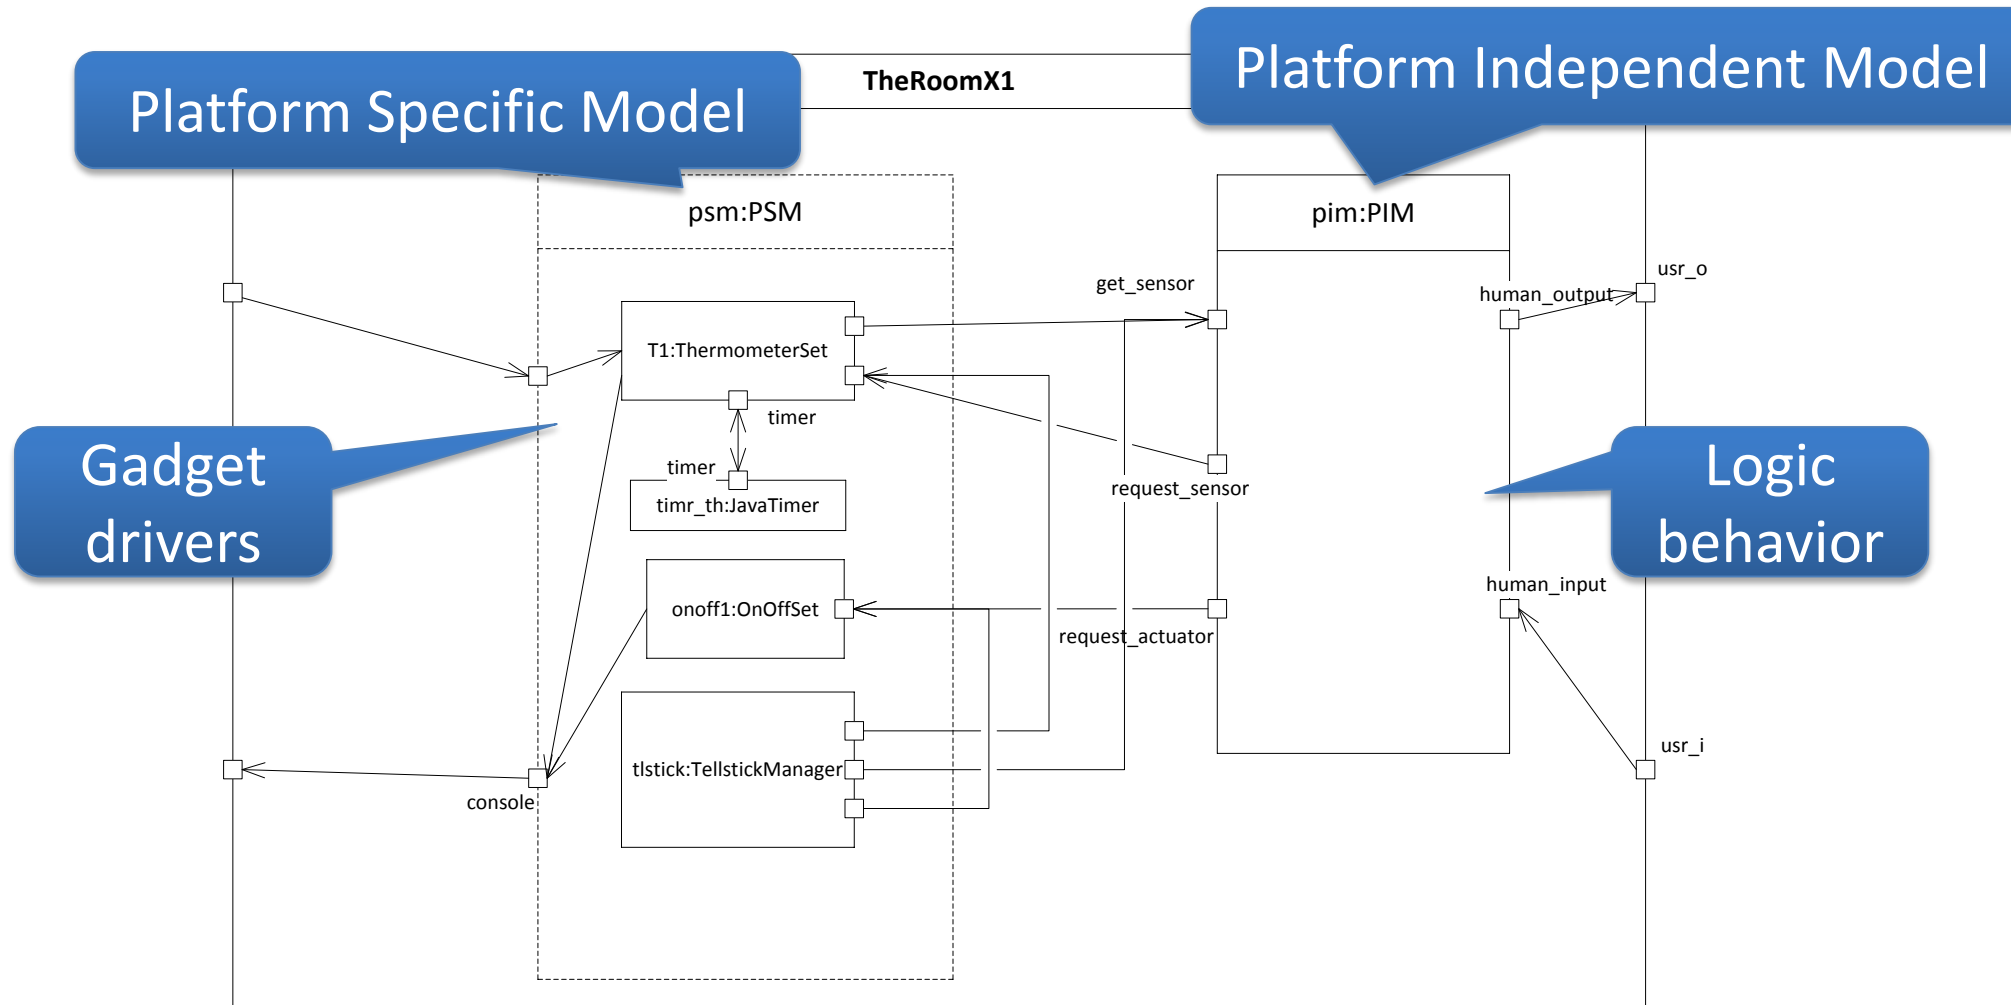 TheRoomX1
Platform Specific Model
Platform Independent Model
psm:PSM
pim:PIM
get_sensor
usr_o
human_output
T1:ThermometerSet
timer
timer
timr_th:JavaTimer
request_sensor
Gadget
drivers
Logic
behavior
onoff1:OnOffSet
human_input
request_actuator
tlstick:TellstickManager
usr_i
console